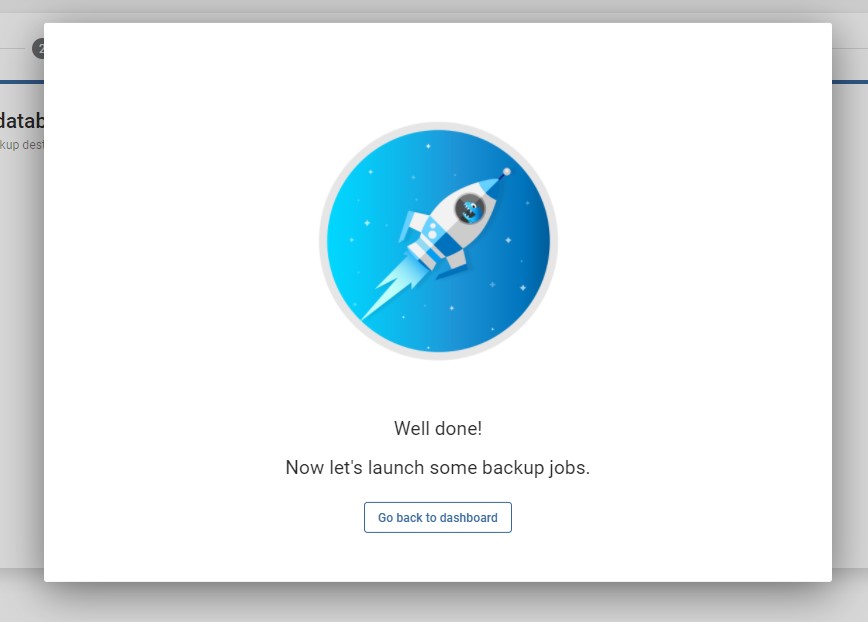 2
datab
kup dest
Well done!
Now let's launch some backup jobs.
Go back to dashboard